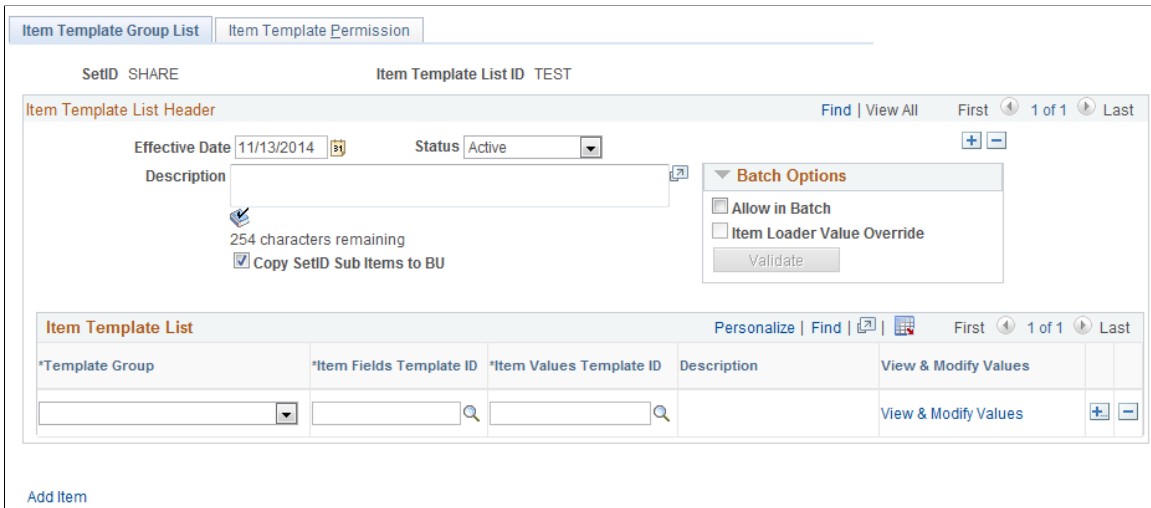 Item Template Group List Item Template Permission
SetID SHARE Item Template List ID TEST
Item Template List Header Find | View All First 1 of 1 Last
Effective Date 11/13/2014 31 Status Active
Description
Batch Options
Allow in Batch
254 characters remaining
Item Loader Value Override
Copy SetID Sub Items to BU
Validate
Item Template List Personalize | Find | | First 1 of 1 Last
*Template Group *Item Fields Template ID *Item Values Template ID Description View & Modify Values
View & Modify Values
Add Item